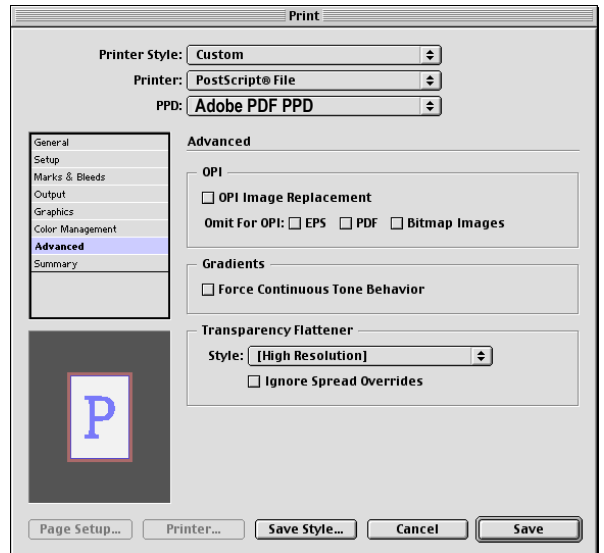 Print
Printer Style: Custom
Printer: PostScript® File
PPD: Adobe PDF PPD
General
Setup
Marks & Bleeds
Output
Graphics
Color Management
Advanced
Summary
Advanced
OPI
OPI Image Replacement
Omit For OPI: EPS PDF Bitmap Images
Gradients
Force Continuous Tone Behavior
Transparency Flattener
Style: [High Resolution]
Ignore Spread Overrides
P
Page Setup... Printer... Save Style... Cancel Save